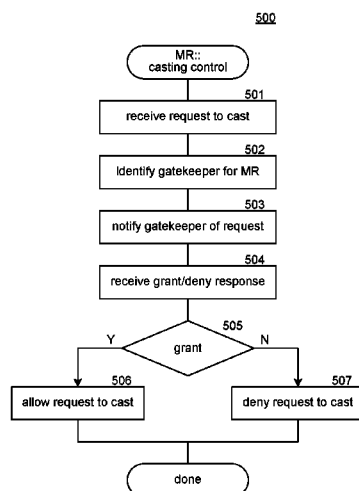 500
MR::
casting control
501
receive request to cast
502
Identify gatekeeper for MR
503
notify gatekeeper of request
504
receive grant/deny response
505
Y
grant
N
506
allow request to cast
507
deny request to cast
done